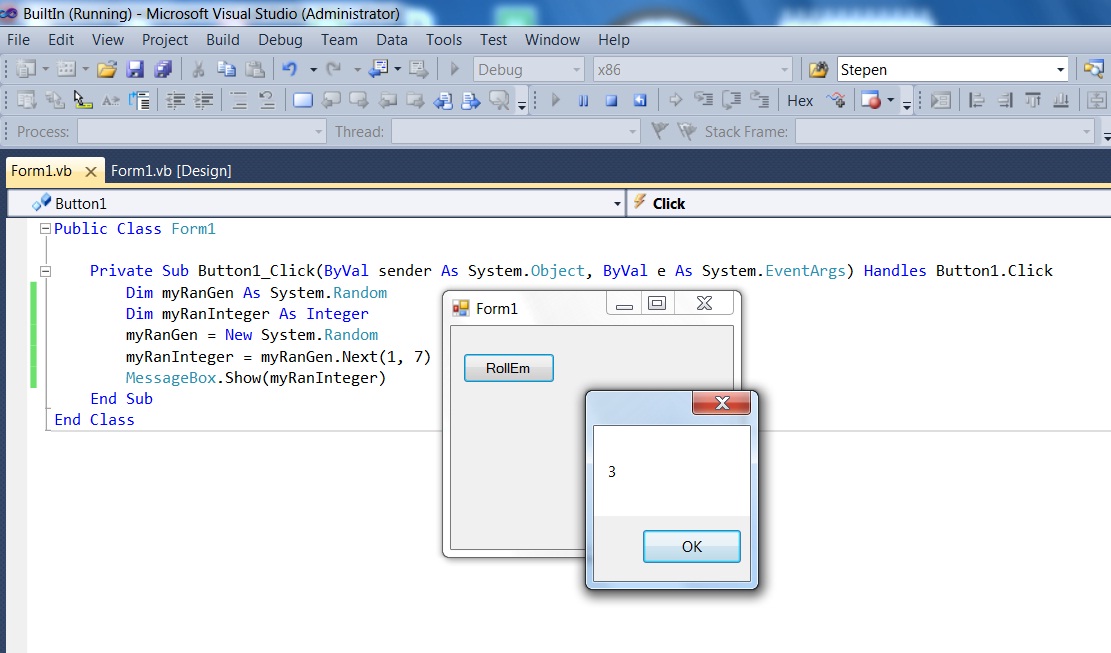 BuiltIn (Running) - Microsoft Visual Studio (Administrator)
File Edit View Project Build Debug Team Data Tools Test Window Help
Debug x86 Stepen
Hex
Process: Thread: Stack Frame:
Form1.vb Form1.vb [Design]
Button1 Click
Public Class Form1
Private Sub Button1_Click(ByVal sender As System.Object, ByVal e As System.EventArgs) Handles Button1.Click
Dim myRanGen As System.Random
Dim myRanInteger As Integer
myRanGen = New System.Random
myRanInteger = myRanGen.Next(1, 7)
MessageBox.Show(myRanInteger)
End Sub
End Class
Form1
RollEm
3
OK